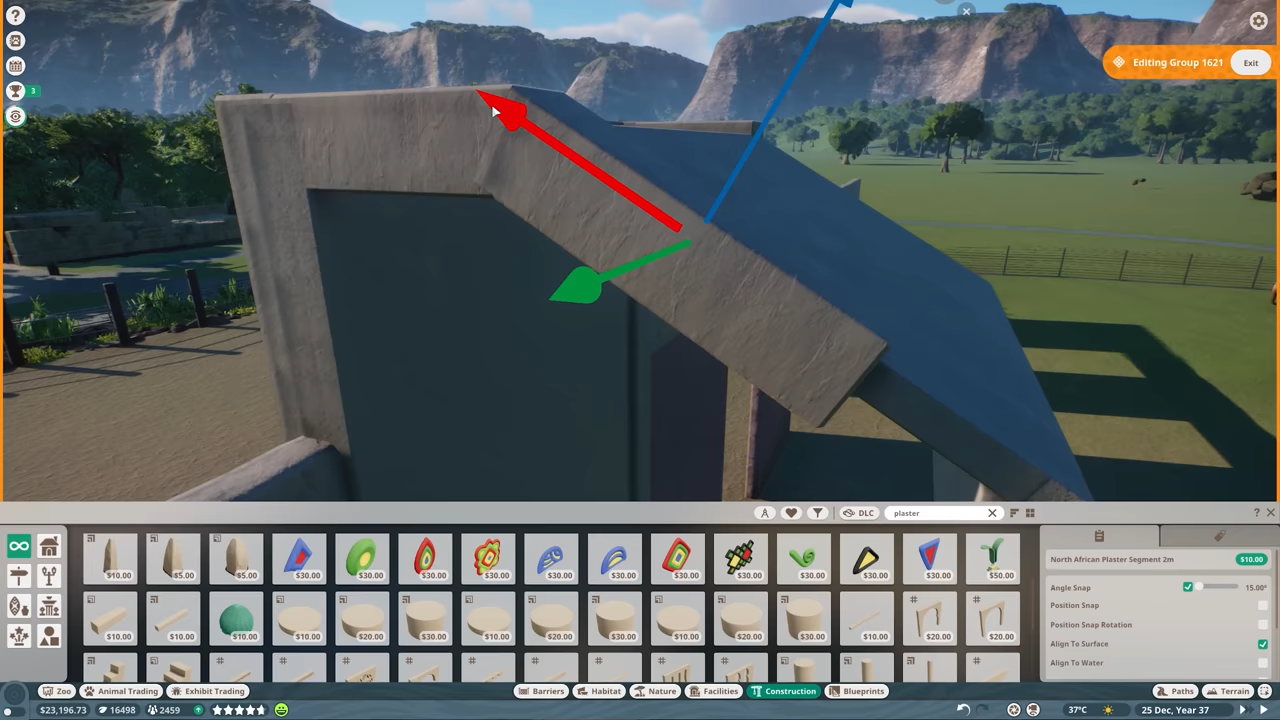 ?
3
Editing Group 1621
Exit
DLC
plaster
?
$10.00
$5.00
$5.00
$30.00
$30.00
$30.00
$30.00
$30.00
$30.00
$30.00
$30.00
$30.00
$30.00
$30.00
$50.00
$10.00
$10.00
$10.00
$10.00
$20.00
$30.00
$10.00
$20.00
$30.00
$10.00
$20.00
$30.00
$10.00
$20.00
$20.00
North African Plaster Segment 2m
$10.00
Angle Snap
15.00°
Position Snap
Position Snap Rotation
Align To Surface
Align To Water
Zoo
Animal Trading
Exhibit Trading
Barriers
Habitat
Nature
Facilities
Construction
Blueprints
Paths
Terrain
$23,196.73
16498
2459
37°C
25 Dec, Year 37